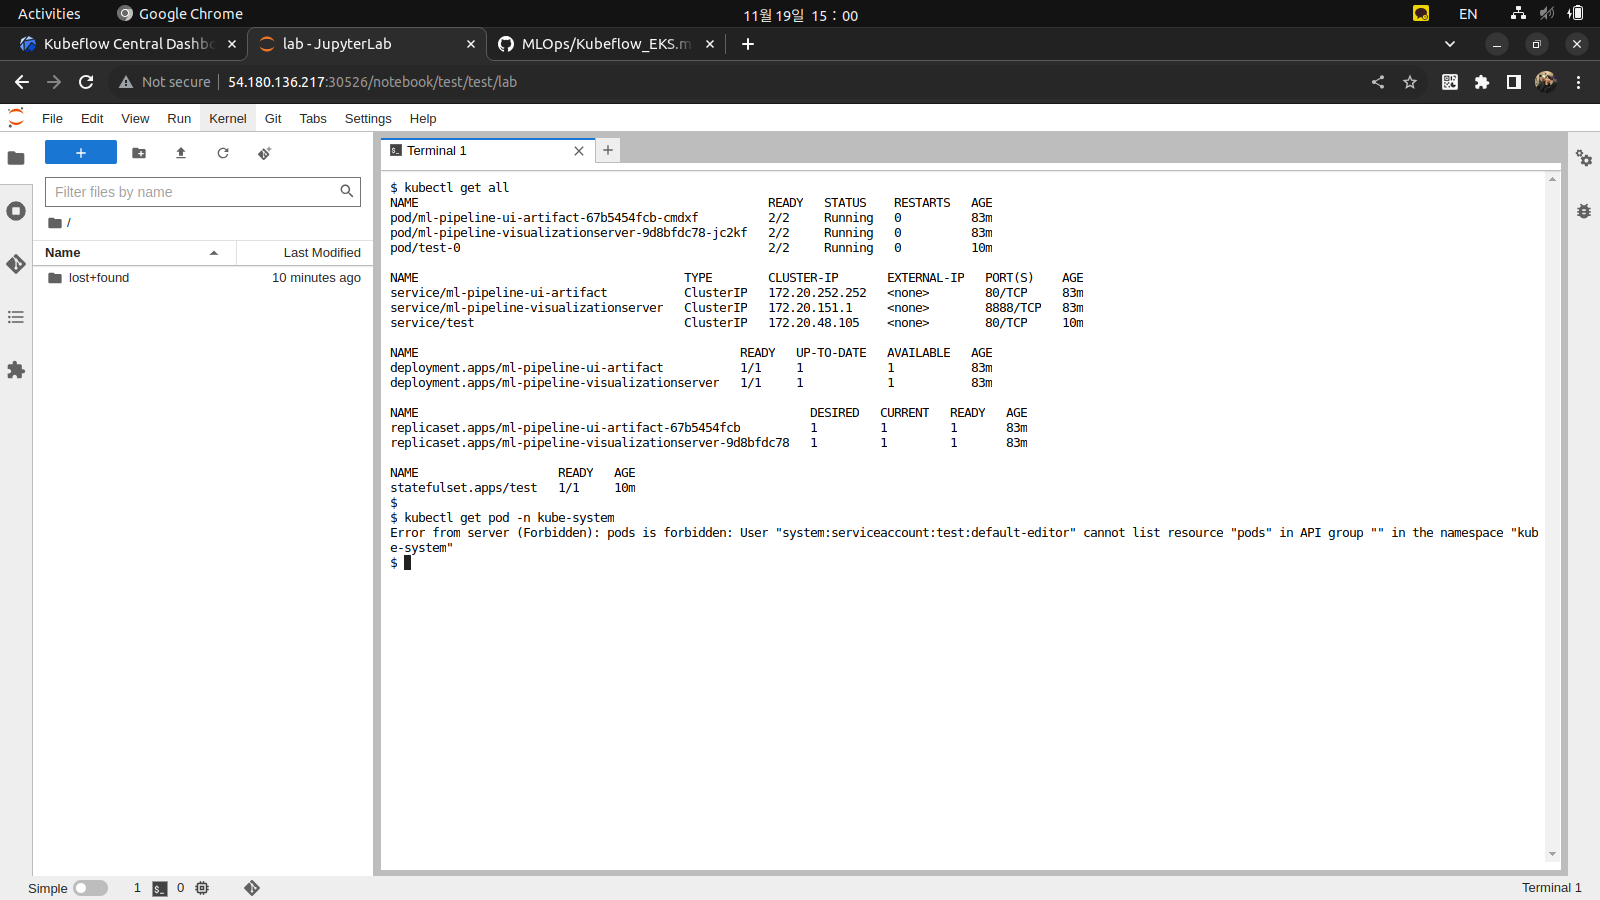 Activities
Google Chrome
11월 19일 15 : 00
EN
Kubeflow Central Dashbo
lab - JupyterLab
MLOps/Kubeflow_EKS.m
Not secure
54.180.136.217:30526/notebook/test/test/lab
File Edit View Run Kernel Git Tabs Settings Help
Filter files by name
/
Name Last Modified
lost+found 10 minutes ago
Terminal 1
$ kubectl get all
NAME READY STATUS RESTARTS AGE
pod/ml-pipeline-ui-artifact-67b5454fcb-cmdxf 2/2 Running 0 83m
pod/ml-pipeline-visualizationserver-9d8bfdc78-jc2kf 2/2 Running 0 83m
pod/test-0 2/2 Running 0 10m
NAME TYPE CLUSTER-IP EXTERNAL-IP PORT(S) AGE
service/ml-pipeline-ui-artifact ClusterIP 172.20.252.252 <none> 80/TCP 83m
service/ml-pipeline-visualizationserver ClusterIP 172.20.151.1 <none> 8888/TCP 83m
service/test ClusterIP 172.20.48.105 <none> 80/TCP 10m
NAME READY UP-TO-DATE AVAILABLE AGE
deployment.apps/ml-pipeline-ui-artifact 1/1 1 1 83m
deployment.apps/ml-pipeline-visualizationserver 1/1 1 1 83m
NAME DESIRED CURRENT READY AGE
replicaset.apps/ml-pipeline-ui-artifact-67b5454fcb 1 1 1 83m
replicaset.apps/ml-pipeline-visualizationserver-9d8bfdc78 1 1 1 83m
NAME READY AGE
statefulset.apps/test 1/1 10m
$
$ kubectl get pod -n kube-system
Error from server (Forbidden): pods is forbidden: User "system:serviceaccount:test:default-editor" cannot list resource "pods" in API group "" in the namespace "kub
e-system"
$
Simple 1 $_ 0
Terminal 1